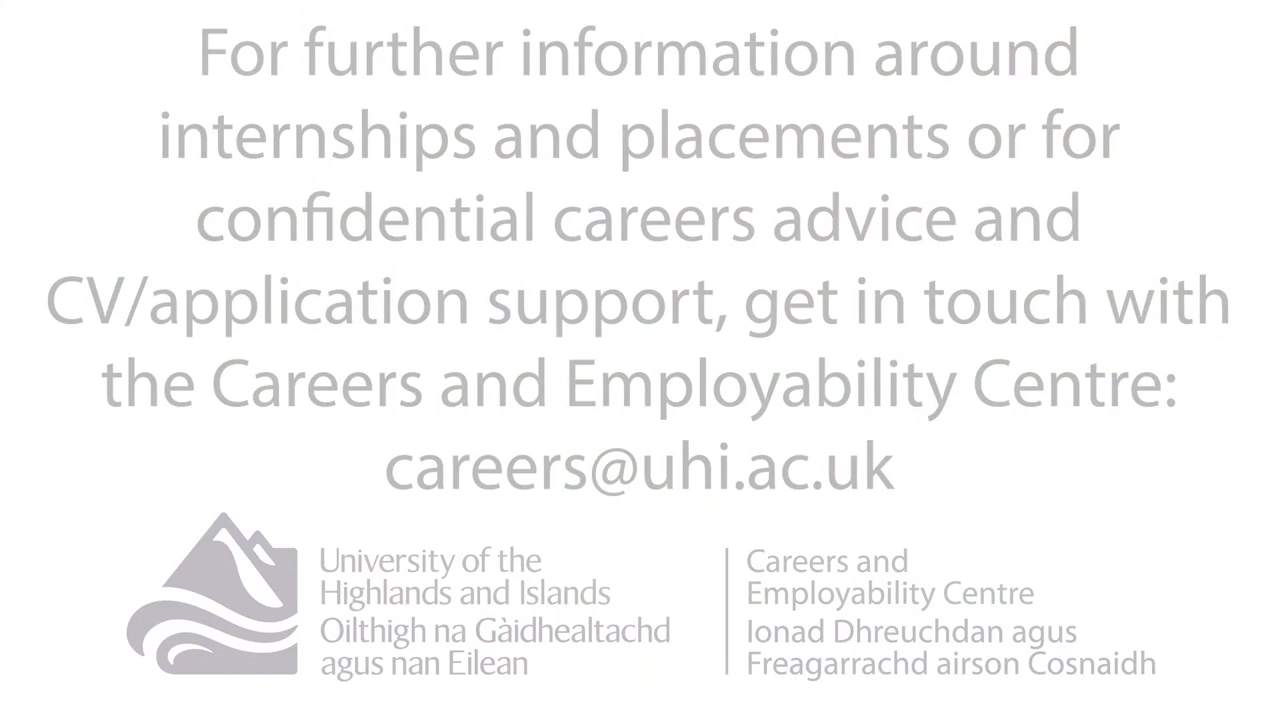 For further information around
internships and placements or for
confidential careers advice and
CV/application support, get in touch with
the Careers and Employability Centre:
careers@uhi.ac.uk
University of the
Highlands and Islands
Oilthigh na Gàidhealtachd
agus nan Eilean
Careers and
Employability Centre
Ionad Dhreuchdan agus
Freagarrachd airson Cosnaidh